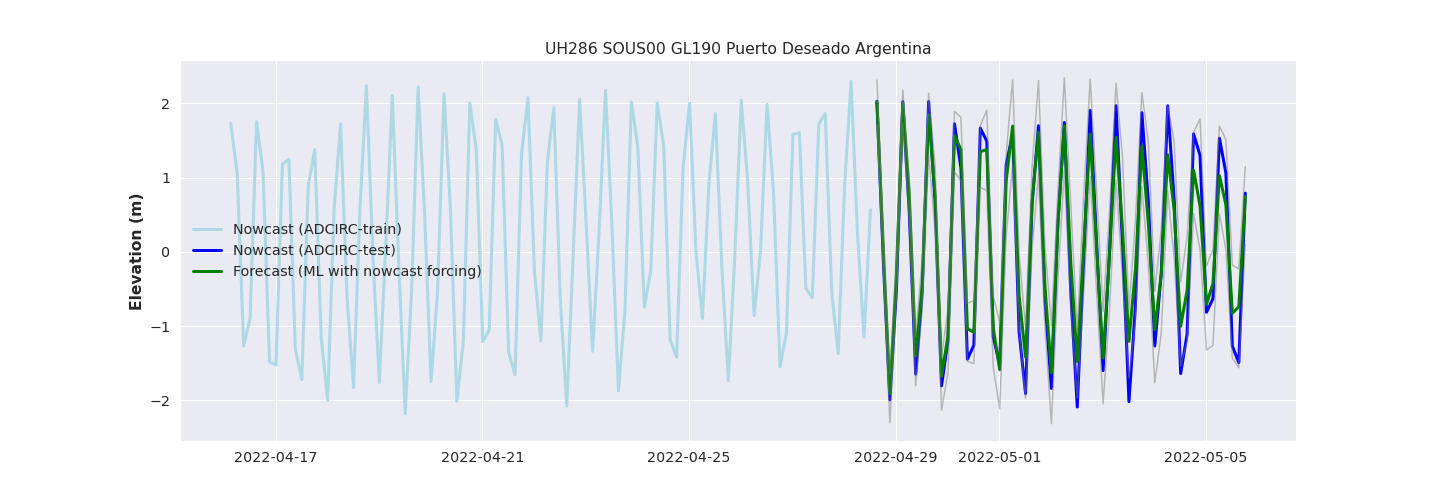 UH286 SOUS00 GL190 Puerto Deseado Argentina
Elevation (m)
2
1
0
−1
−2
Nowcast (ADCIRC-train)
Nowcast (ADCIRC-test)
Forecast (ML with nowcast forcing)
2022-04-17 2022-04-21 2022-04-25 2022-04-29 2022-05-01 2022-05-05